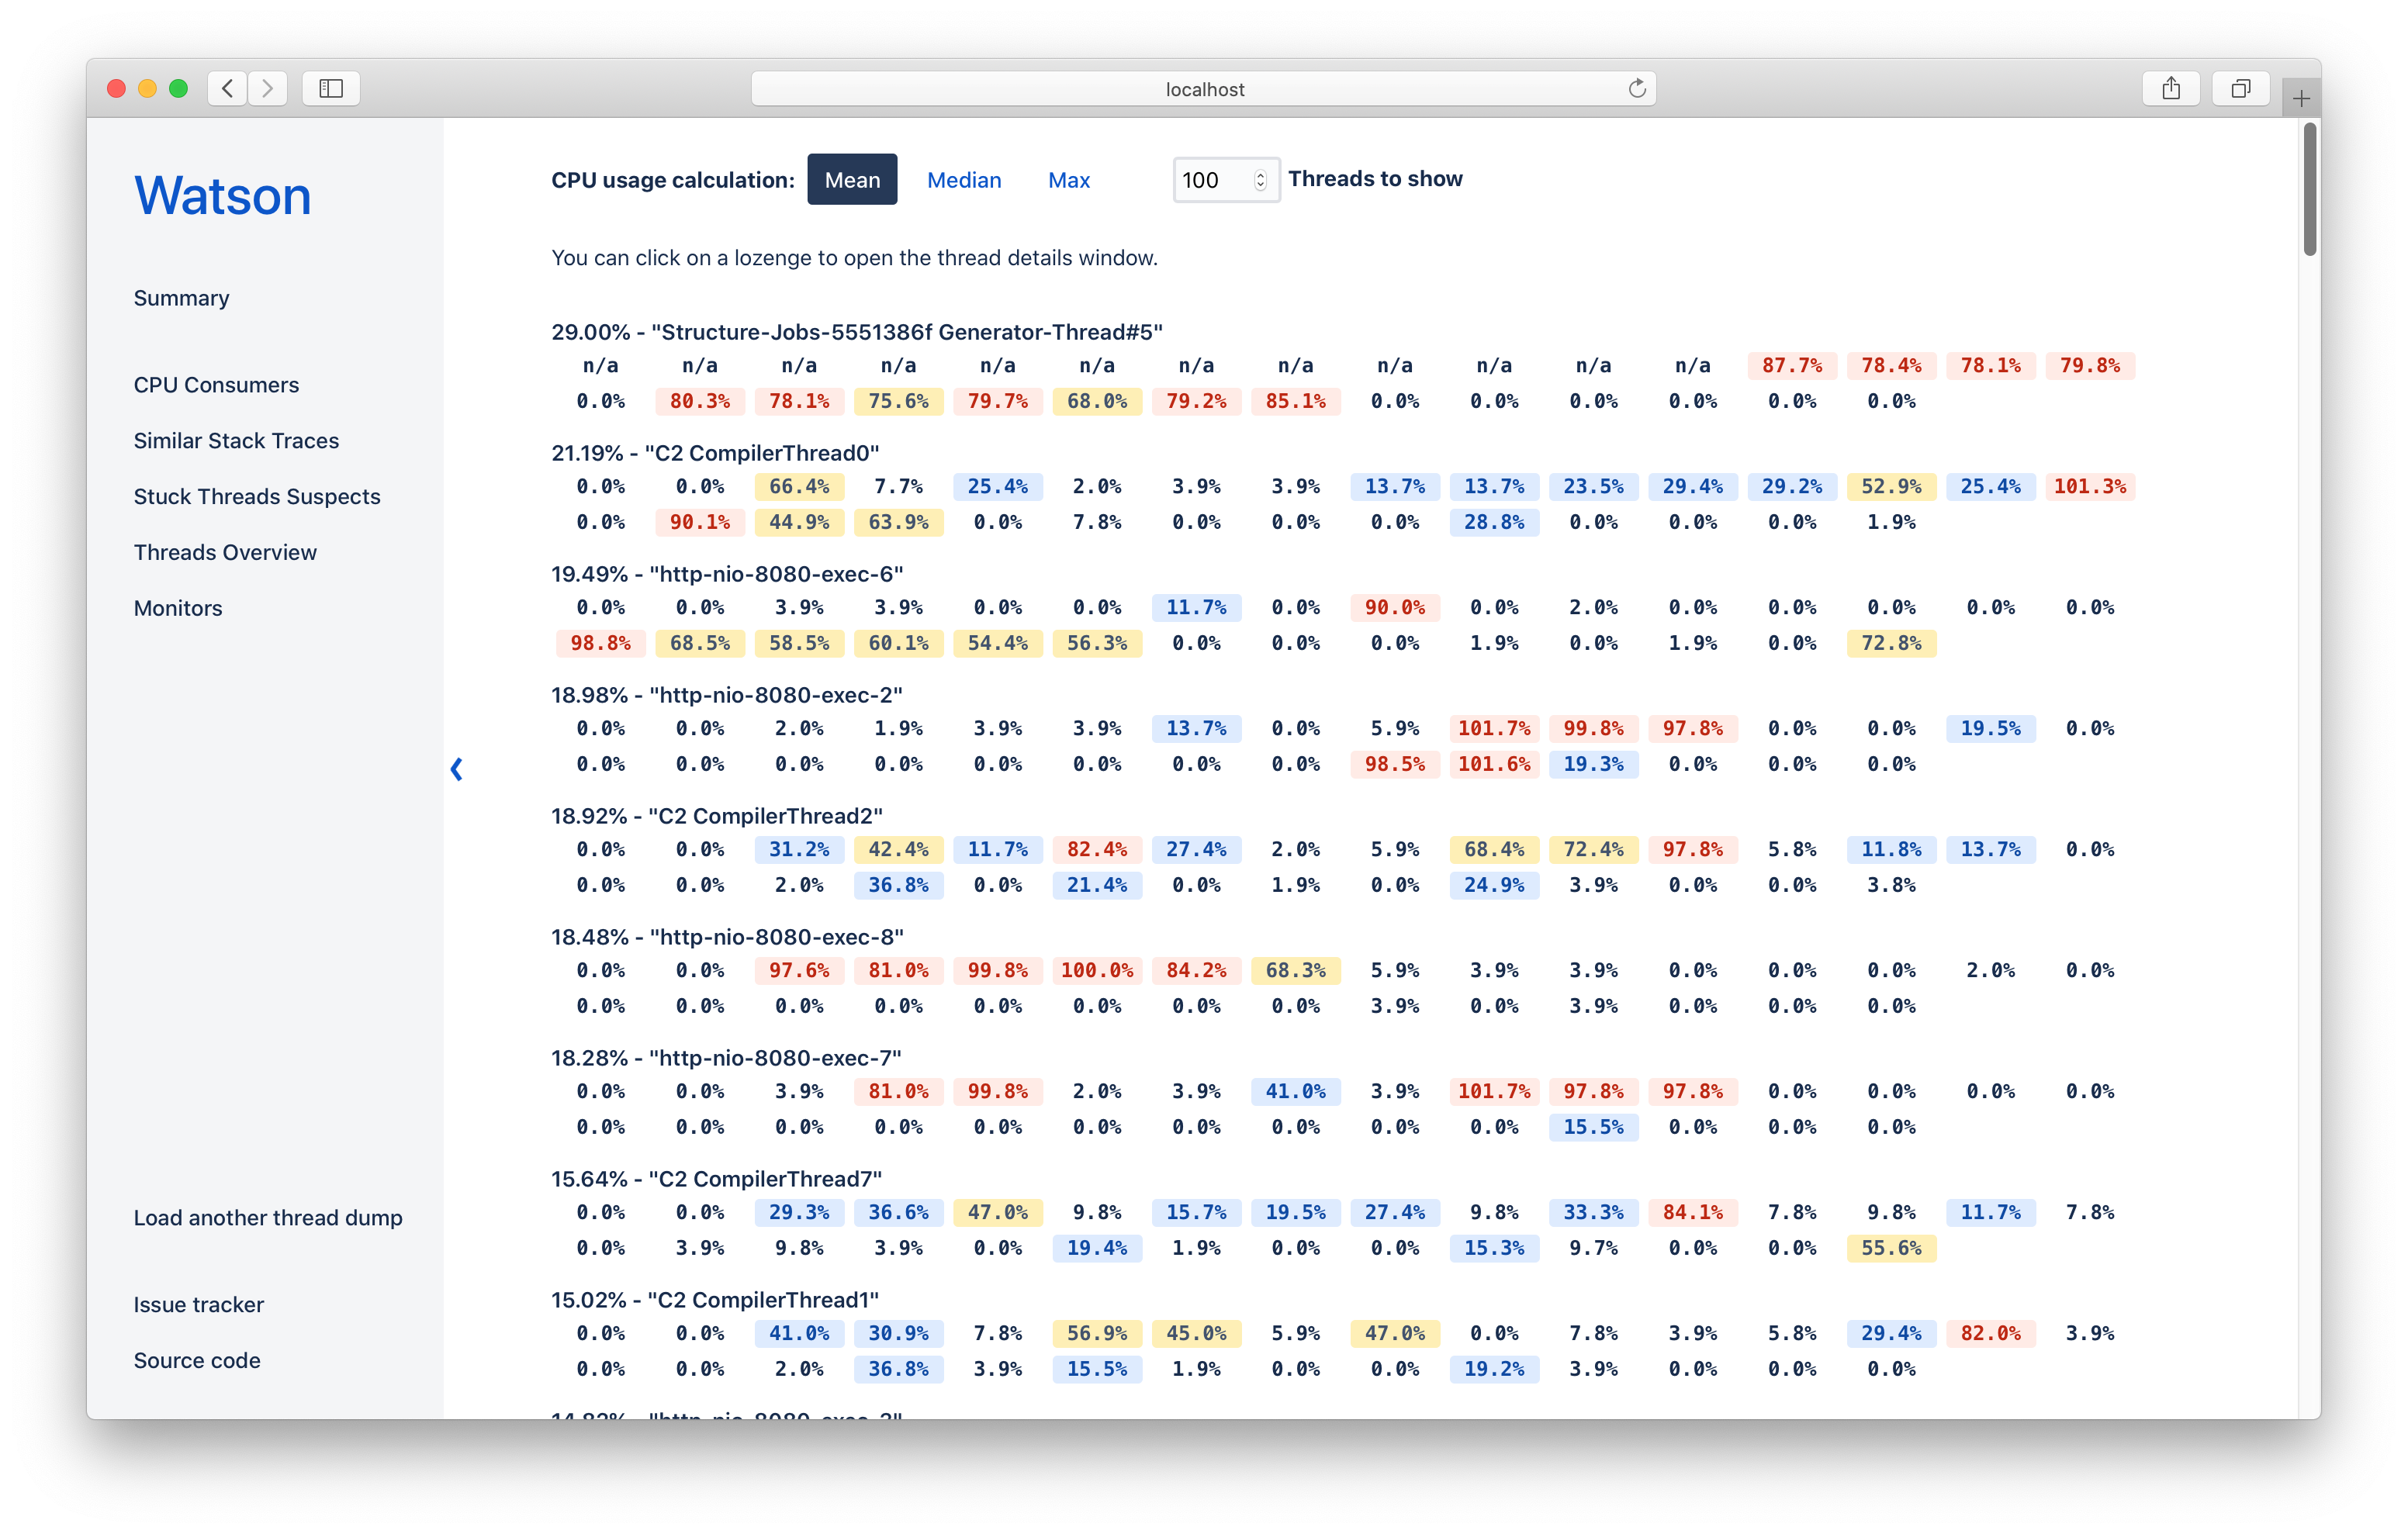 localhost
Watson
Summary
CPU Consumers
Similar Stack Traces
Stuck Threads Suspects
Threads Overview
Monitors
Load another thread dump
Issue tracker
Source code
CPU usage calculation: Mean Median Max 100 Threads to show
You can click on a lozenge to open the thread details window.
29.00% - "Structure-Jobs-5551386f Generator-Thread#5"
n/a n/a n/a n/a n/a n/a n/a n/a n/a n/a n/a n/a 87.7% 78.4% 78.1% 79.8%
0.0% 80.3% 78.1% 75.6% 79.7% 68.0% 79.2% 85.1% 0.0% 0.0% 0.0% 0.0% 0.0% 0.0%
21.19% - "C2 CompilerThread0"
0.0% 0.0% 66.4% 7.7% 25.4% 2.0% 3.9% 3.9% 13.7% 13.7% 23.5% 29.4% 29.2% 52.9% 25.4% 101.3%
0.0% 90.1% 44.9% 63.9% 0.0% 7.8% 0.0% 0.0% 0.0% 28.8% 0.0% 0.0% 0.0% 1.9%
19.49% - "http-nio-8080-exec-6"
0.0% 0.0% 3.9% 3.9% 0.0% 0.0% 11.7% 0.0% 90.0% 0.0% 2.0% 0.0% 0.0% 0.0% 0.0% 0.0%
98.8% 68.5% 58.5% 60.1% 54.4% 56.3% 0.0% 0.0% 0.0% 1.9% 0.0% 1.9% 0.0% 72.8%
18.98% - "http-nio-8080-exec-2"
0.0% 0.0% 2.0% 1.9% 3.9% 3.9% 13.7% 0.0% 5.9% 101.7% 99.8% 97.8% 0.0% 0.0% 19.5% 0.0%
0.0% 0.0% 0.0% 0.0% 0.0% 0.0% 0.0% 0.0% 98.5% 101.6% 19.3% 0.0% 0.0% 0.0%
18.92% - "C2 CompilerThread2"
0.0% 0.0% 31.2% 42.4% 11.7% 82.4% 27.4% 2.0% 5.9% 68.4% 72.4% 97.8% 5.8% 11.8% 13.7% 0.0%
0.0% 0.0% 2.0% 36.8% 0.0% 21.4% 0.0% 1.9% 0.0% 24.9% 3.9% 0.0% 0.0% 3.8%
18.48% - "http-nio-8080-exec-8"
0.0% 0.0% 97.6% 81.0% 99.8% 100.0% 84.2% 68.3% 5.9% 3.9% 3.9% 0.0% 0.0% 0.0% 2.0% 0.0%
0.0% 0.0% 0.0% 0.0% 0.0% 0.0% 0.0% 0.0% 3.9% 0.0% 3.9% 0.0% 0.0% 0.0%
18.28% - "http-nio-8080-exec-7"
0.0% 0.0% 3.9% 81.0% 99.8% 2.0% 3.9% 41.0% 3.9% 101.7% 97.8% 97.8% 0.0% 0.0% 0.0% 0.0%
0.0% 0.0% 0.0% 0.0% 0.0% 0.0% 0.0% 0.0% 0.0% 0.0% 15.5% 0.0% 0.0% 0.0%
15.64% - "C2 CompilerThread7"
0.0% 0.0% 29.3% 36.6% 47.0% 9.8% 15.7% 19.5% 27.4% 9.8% 33.3% 84.1% 7.8% 9.8% 11.7% 7.8%
0.0% 3.9% 9.8% 3.9% 0.0% 19.4% 1.9% 0.0% 0.0% 15.3% 9.7% 0.0% 0.0% 55.6%
15.02% - "C2 CompilerThread1"
0.0% 0.0% 41.0% 30.9% 7.8% 56.9% 45.0% 5.9% 47.0% 0.0% 7.8% 3.9% 5.8% 29.4% 82.0% 3.9%
0.0% 0.0% 2.0% 36.8% 3.9% 15.5% 1.9% 0.0% 0.0% 19.2% 3.9% 0.0% 0.0% 0.0%